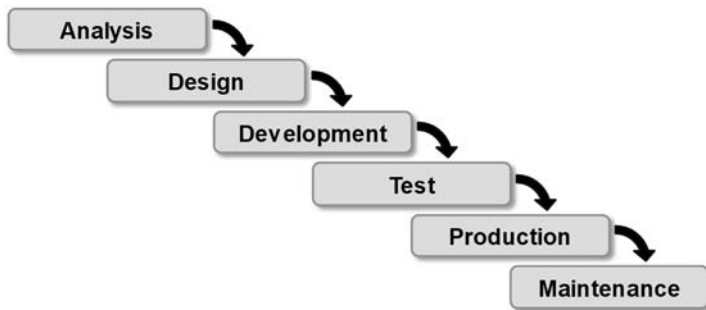 Analysis
Design
Development
Test
Production
Maintenance